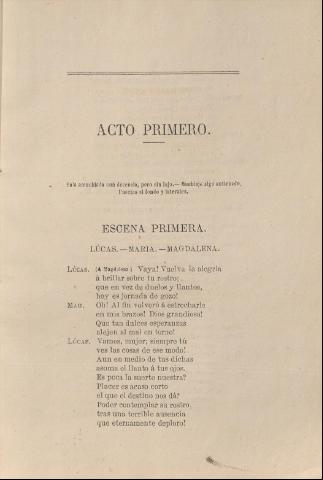 ACTO PRIMERO.
Sala amueblada con decencia, pero sin lujo.—Mueblaje algo anticuado.
Puertas al fondo y laterales.
ESCENA PRIMERA.
LÚCAS.—MARIA.—MAGDALENA.
LÚCAS. (Á Magdalena.) Vaya! Vuelva la alegría
á brillar sobre tu rostro;
que en vez de duelos y llantos,
hoy es jornada de gozo!
MAG. Oh! Al fin volveré á estrecharle
en mis brazos! Dios grandioso!
Que tan dulces esperanzas
alejen al mal en torno!
LÚCAS. Vamos, mujer; siempre tú
ves las cosas de ese modo!
Aun en medio de tus dichas
asoma el llanto á tus ojos.
Es poca la suerte nuestra?
Placer es acaso corto
el que el destino nos dá?
Poder contemplar su rostro,
tras una terrible ausencia
que eternamente deploro!